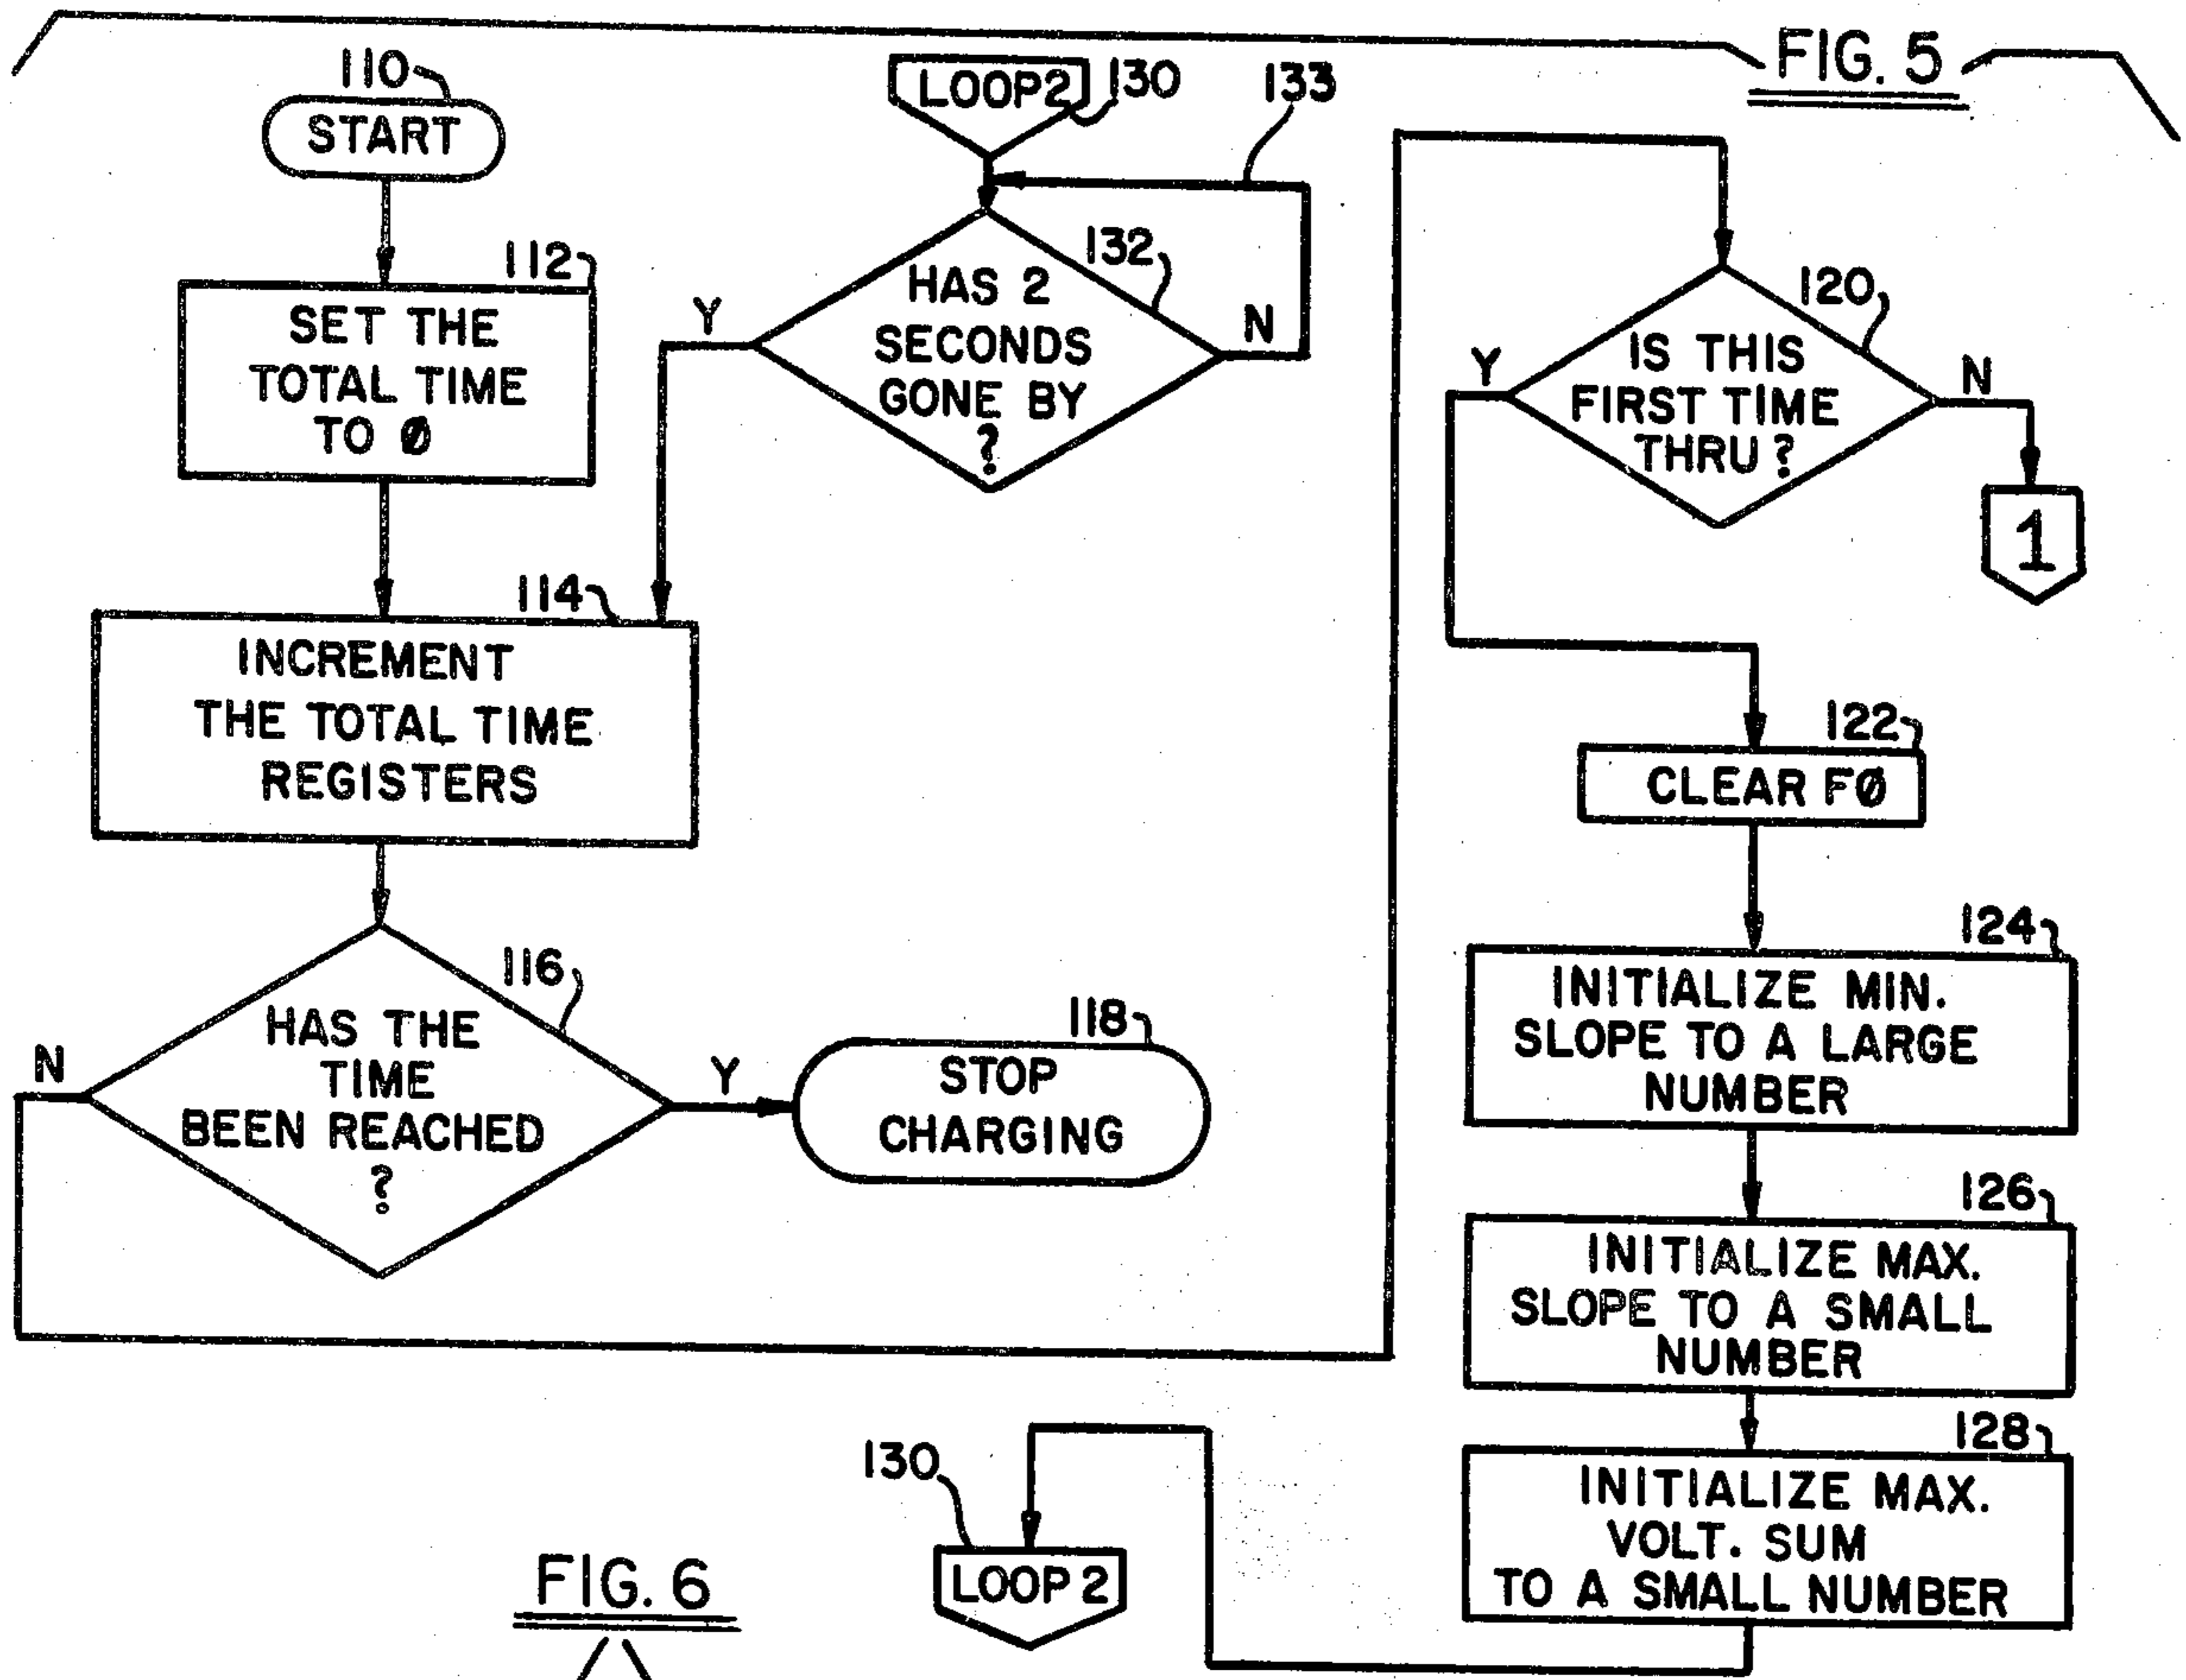 FIG. 5
110
START
112
SET THE
TOTAL TIME
TO Ø
114
INCREMENT
THE TOTAL TIME
REGISTERS
116
HAS THE
TIME
BEEN REACHED
?
N
Y
118
STOP
CHARGING
LOOP2
130
133
132
HAS 2
SECONDS
GONE BY
?
Y
N
120
IS THIS
FIRST TIME
THRU?
Y
N
1
122
CLEAR FØ
124
INITIALIZE MIN.
SLOPE TO A LARGE
NUMBER
126
INITIALIZE MAX.
SLOPE TO A SMALL
NUMBER
128
INITIALIZE MAX.
VOLT. SUM
TO A SMALL NUMBER
130
LOOP 2
FIG. 6